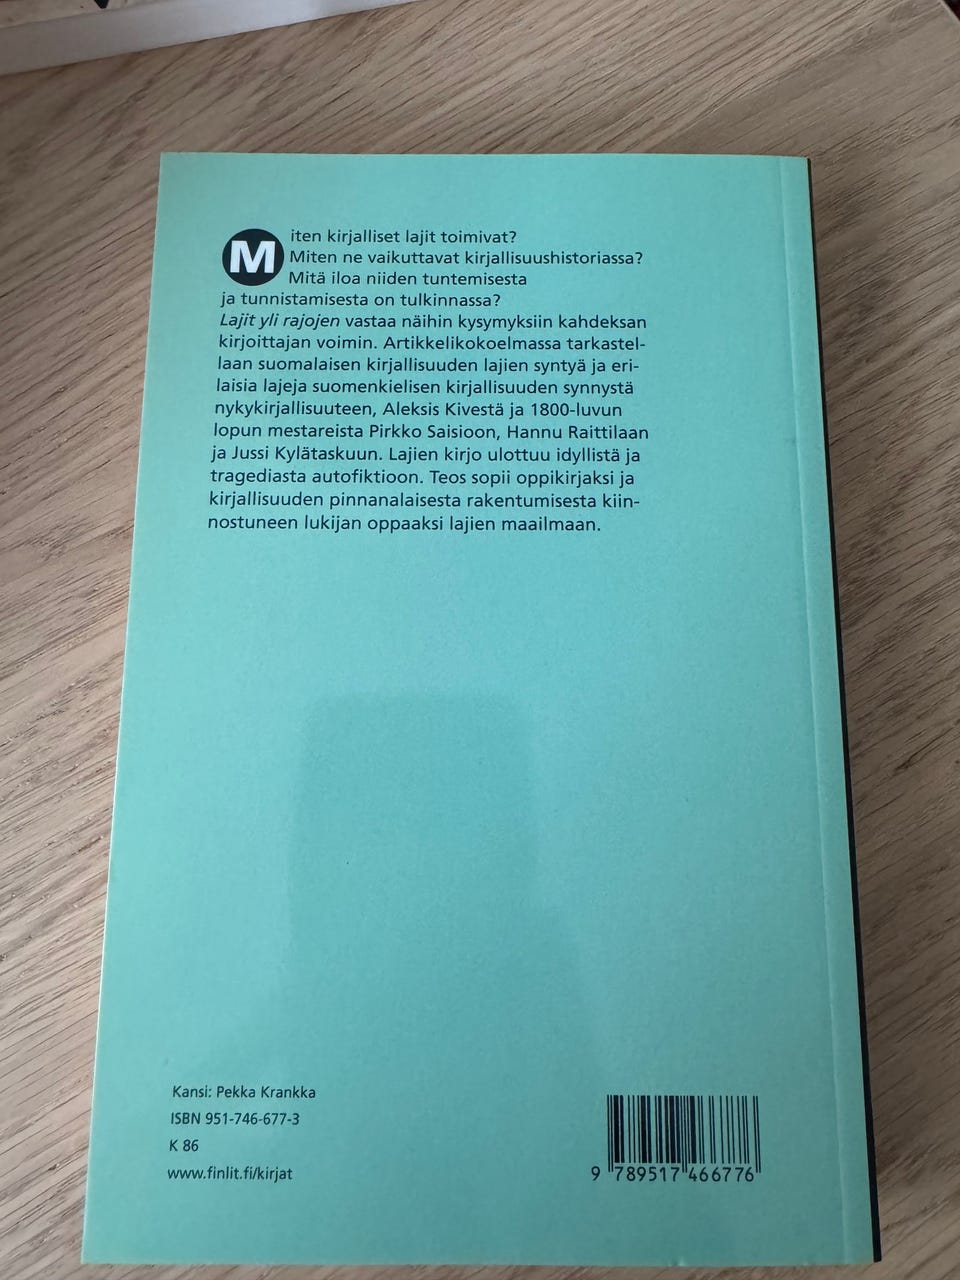 Miten kirjalliset lajit toimivat?
Miten ne vaikuttavat kirjallisuushistoriassa?
Mitä iloa niiden tuntemisesta
ja tunnistamisesta on tulkinnassa?
Lajit yli rajojen vastaa näihin kysymyksiin kahdeksan
kirjoittajan voimin. Artikkelikokoelmassa tarkastel-
laan suomalaisen kirjallisuuden lajien syntyä ja eri-
laisia lajeja suomenkielisen kirjallisuuden synnystä
nykykirjallisuuteen, Aleksis Kivestä ja 1800-luvun
lopun mestareista Pirkko Saisioon, Hannu Raittilaan
ja Jussi Kylätaskuun. Lajien kirjo ulottuu idyllistä ja
tragediasta autofiktioon. Teos sopii oppikirjaksi ja
kirjallisuuden pinnanalaisesta rakentumisesta kiin-
nostuneen lukijan oppaaksi lajien maailmaan.
Kansi: Pekka Krankka
ISBN 951-746-677-3
K 86
www.finlit.fi/kirjat
9 789517 466776